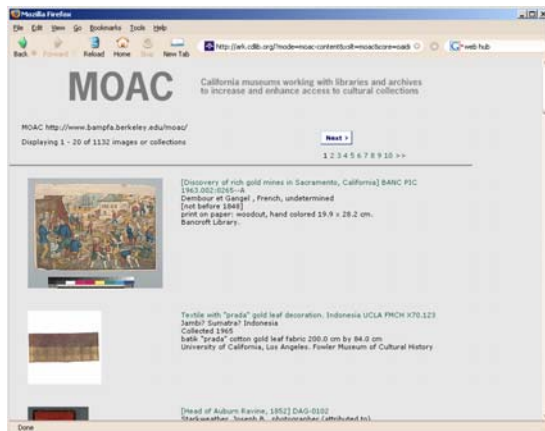 Mozilla Firefox
File Edit View Go Bookmarks Tools Help
Back Forward Reload Home Stop New Tab
web hub
MOAC
California museums working with libraries and archives
to increase and enhance access to cultural collections
MOAC http://www.bampfa.berkeley.edu/moac/
Displaying 1 - 20 of 1132 images or collections
Next >
1 2 3 4 5 6 7 8 9 10 >>
[Discovery of rich gold mines in Sacramento, California] BANC PIC
1963.002:0265--A
Dembour et Gangel , French, undetermined
[not before 1848]
print on paper: woodcut, hand colored 19.9 x 28.2 cm.
Bancroft Library.
Textile with "prada" gold leaf decoration. Indonesia UCLA FMCH X70.123
Jambi? Sumatra? Indonesia
Collected 1965
batik "prada" cotton gold leaf fabric 200.0 cm by 84.0 cm
University of California, Los Angeles. Fowler Museum of Cultural History
[Head of Auburn Ravine, 1852] DAG-0102
Starkweather, Joseph B., photographer (attributed to)
Done